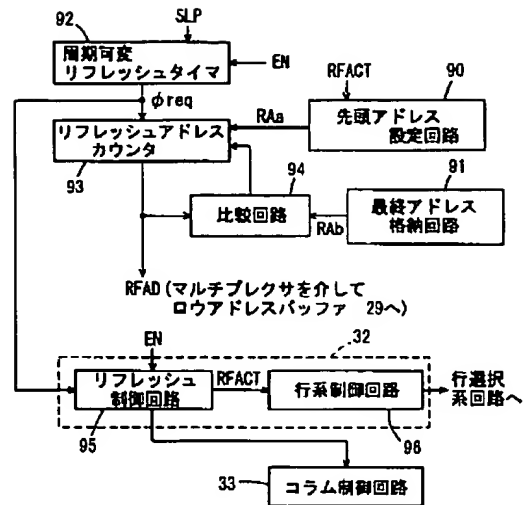 SLP
92
周期可変
リフレッシュタイマ
EN
φreq
RFACT
90
RAa
先頭アドレス
設定回路
リフレッシュアドレス
カウンタ
93
94
91
比較回路
RAb
最終アドレス
格納回路
RFAD(マルチプレクサを介して
ロウアドレスバッファ 29へ)
EN
32
リフレッシュ
制御回路
RFACT
行系制御回路
行選択
系回路へ
95
96
33
コラム制御回路